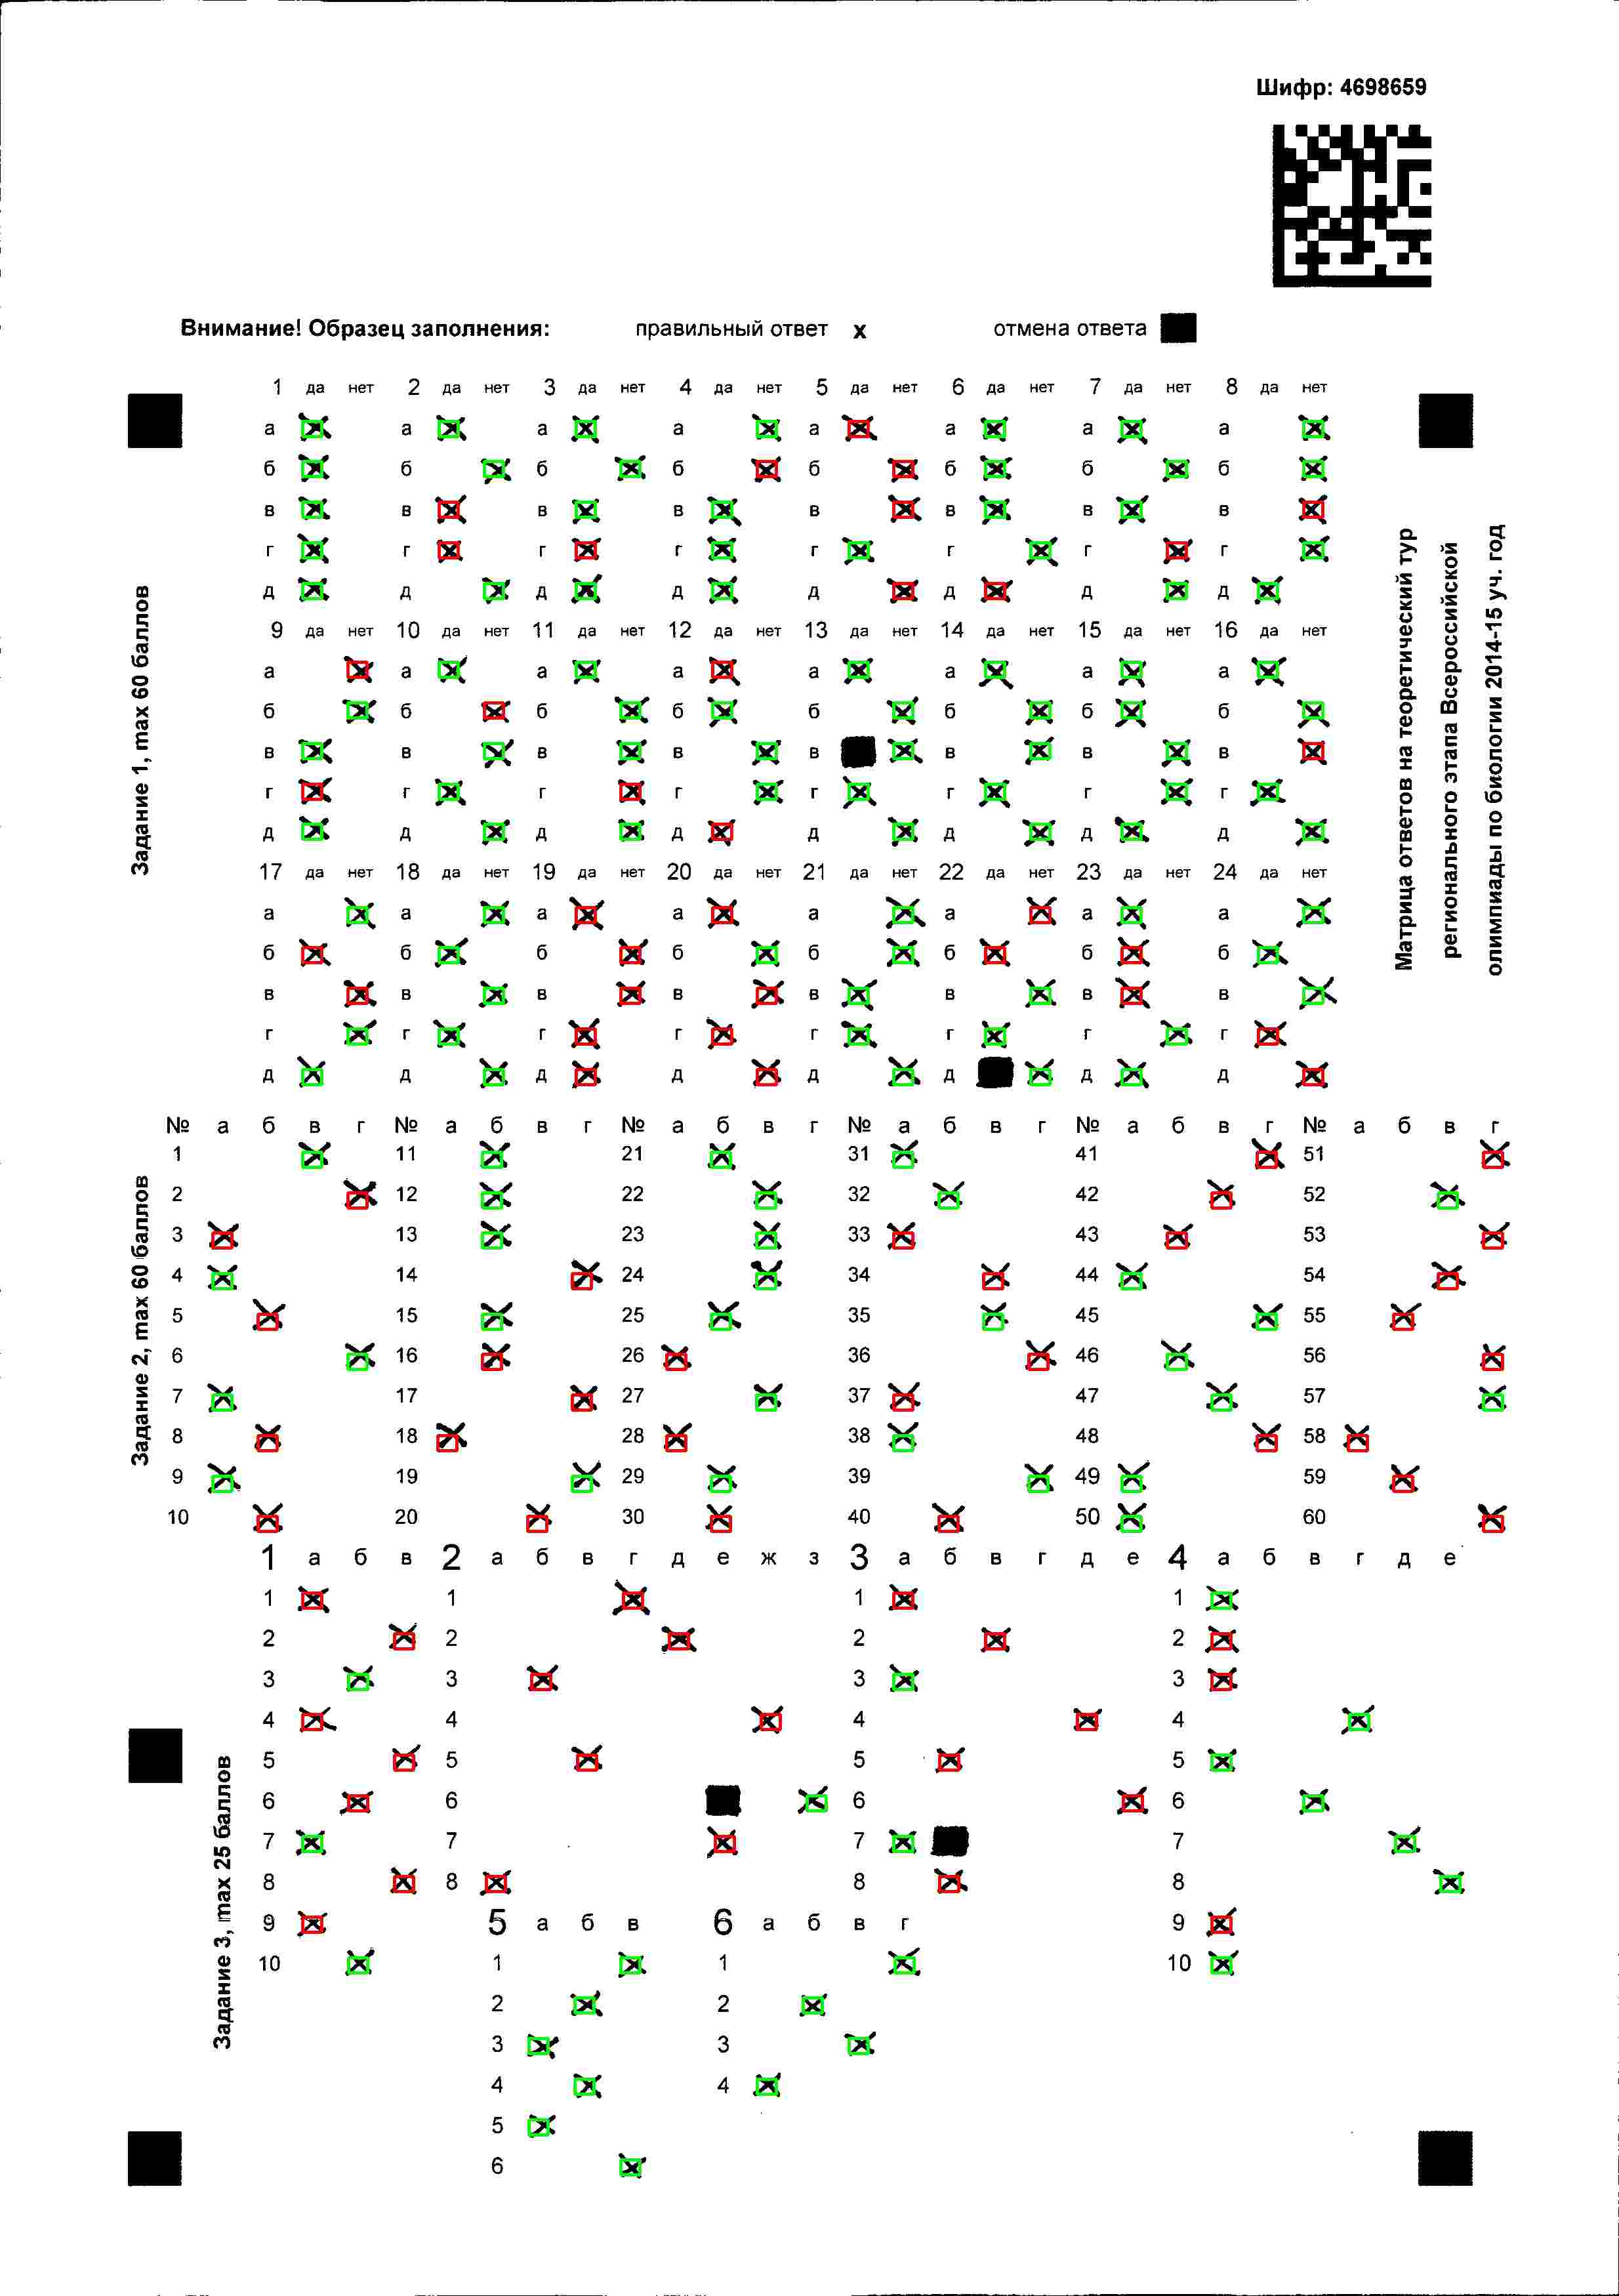 Шифр: 4698659
Внимание! Образец заполнения: правильный ответ x отмена ответа
Задание 1, max 60 баллов
1 да нет 2 да нет 3 да нет 4 да нет 5 да нет 6 да нет 7 да нет 8 да нет
а а а а а а а а
б б б б б б б б
в в в в в в в в
г г г г г г г г
д д д д д д д д
9 да нет 10 да нет 11 да нет 12 да нет 13 да нет 14 да нет 15 да нет 16 да нет
а а а а а а а а
б б б б б б б б
в в в в в в в в
г г г г г г г г
д д д д д д д д
17 да нет 18 да нет 19 да нет 20 да нет 21 да нет 22 да нет 23 да нет 24 да нет
а а а а а а а а
б б б б б б б б
в в в в в в в в
г г г г г г г г
д д д д д д д д
Матрица ответов на теоретический тур
регионального этапа Всероссийской
олимпиады по биологии 2014-15 уч. год
Задание 2, max 60 баллов
№ а б в г № а б в г № а б в г № а б в г № а б в г № а б в г
1 11 21 31 41 51
2 12 22 32 42 52
3 13 23 33 43 53
4 14 24 34 44 54
5 15 25 35 45 55
6 16 26 36 46 56
7 17 27 37 47 57
8 18 28 38 48 58
9 19 29 39 49 59
10 20 30 40 50 60
Задание 3, max 25 баллов
1 а б в 2 а б в г д е ж з 3 а б в г д е 4 а б в г д е
1 1 1 1
2 2 2 2
3 3 3 3
4 4 4 4
5 5 5 5
6 6 6 6
7 7 7 7
8 8 8 8
9 5 а б в 6 а б в г 9
10 1 1 10
2 2
3 3
4 4
5
6